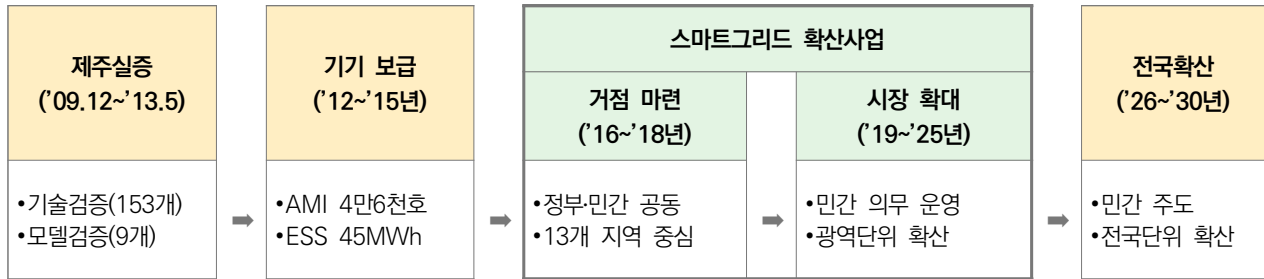 제주실증
(’09.12~’13.5)
•기술검증(153개)
•모델검증(9개)
➡
기기 보급
(’12~’15년)
•AMI 4만6천호
•ESS 45MWh
➡
스마트그리드 확산사업
거점 마련
(’16~’18년)
•정부·민간 공동
•13개 지역 중심
➡
시장 확대
(’19~’25년)
•민간 의무 운영
•광역단위 확산
➡
전국확산
(’26~’30년)
•민간 주도
•전국단위 확산